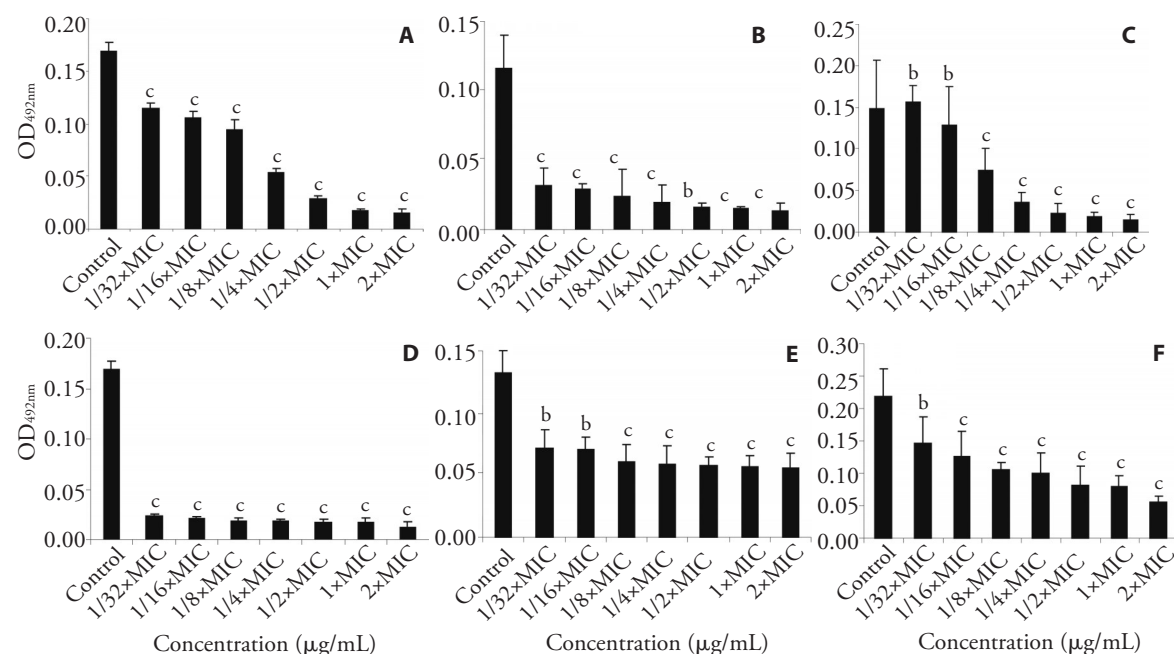 A
OD492nm
0.20
0.15
0.10
0.05
0.00
c
c
c
c
c
c
c
Control
1/32×MIC
1/16×MIC
1/8×MIC
1/4×MIC
1/2×MIC
1×MIC
2×MIC
B
0.15
0.10
0.05
0.00
c
c
c
c
b
c
c
Control
1/32×MIC
1/16×MIC
1/8×MIC
1/4×MIC
1/2×MIC
1×MIC
2×MIC
C
0.25
0.20
0.15
0.10
0.05
0.00
b
b
c
c
c
c
c
Control
1/32×MIC
1/16×MIC
1/8×MIC
1/4×MIC
1/2×MIC
1×MIC
2×MIC
D
OD492nm
0.20
0.15
0.10
0.05
0.00
c
c
c
c
c
c
c
Control
1/32×MIC
1/16×MIC
1/8×MIC
1/4×MIC
1/2×MIC
1×MIC
2×MIC
Concentration (μg/mL)
E
0.15
0.10
0.05
0.00
b
b
c
c
c
c
c
Control
1/32×MIC
1/16×MIC
1/8×MIC
1/4×MIC
1/2×MIC
1×MIC
2×MIC
Concentration (μg/mL)
F
0.30
0.25
0.20
0.15
0.10
0.05
0.00
b
c
c
c
c
c
c
Control
1/32×MIC
1/16×MIC
1/8×MIC
1/4×MIC
1/2×MIC
1×MIC
2×MIC
Concentration (μg/mL)